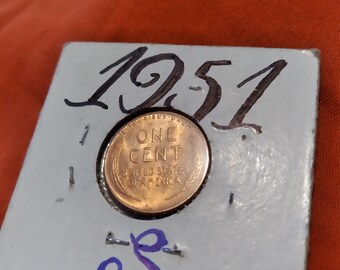 1951
ONE
CENT
UNITED STATES
OF AMERICA